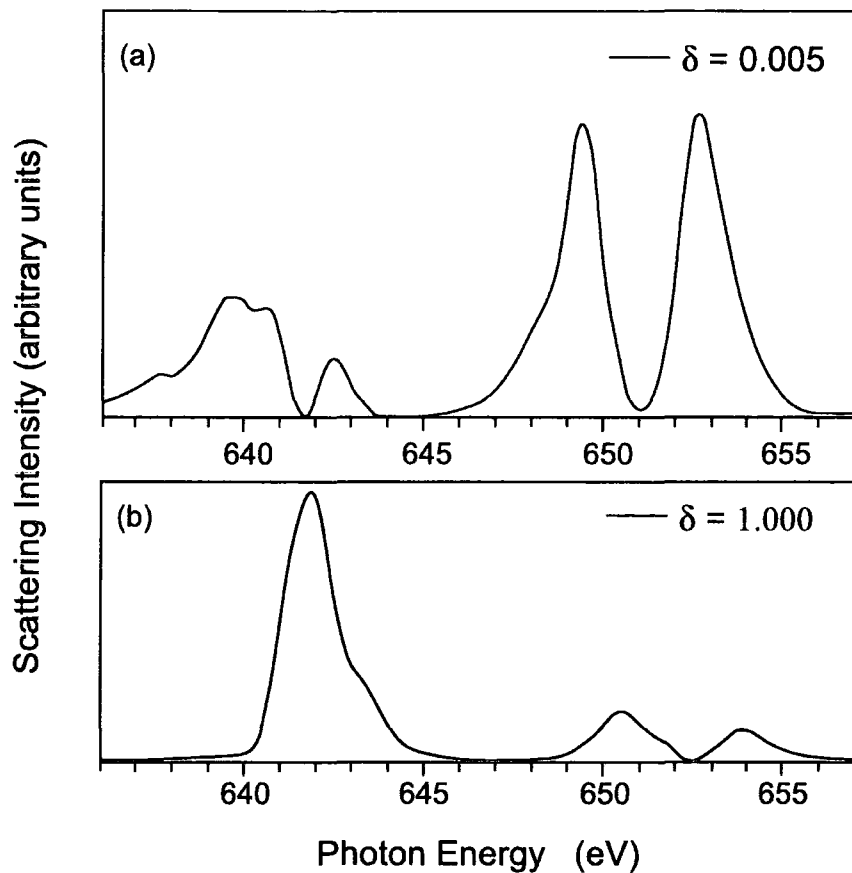 Scattering Intensity (arbitrary units)
(a)
δ = 0.005
640 645 650 655
(b)
δ = 1.000
640 645 650 655
Photon Energy (eV)